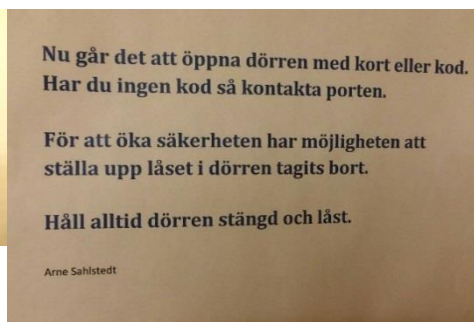 Nu går det att öppna dörren med kort eller kod.
Har du ingen kod så kontakta porten.
För att öka säkerheten har möjligheten att
ställa upp låset i dörren tagits bort.
Håll alltid dörren stängd och låst.
Arne Sahlstedt